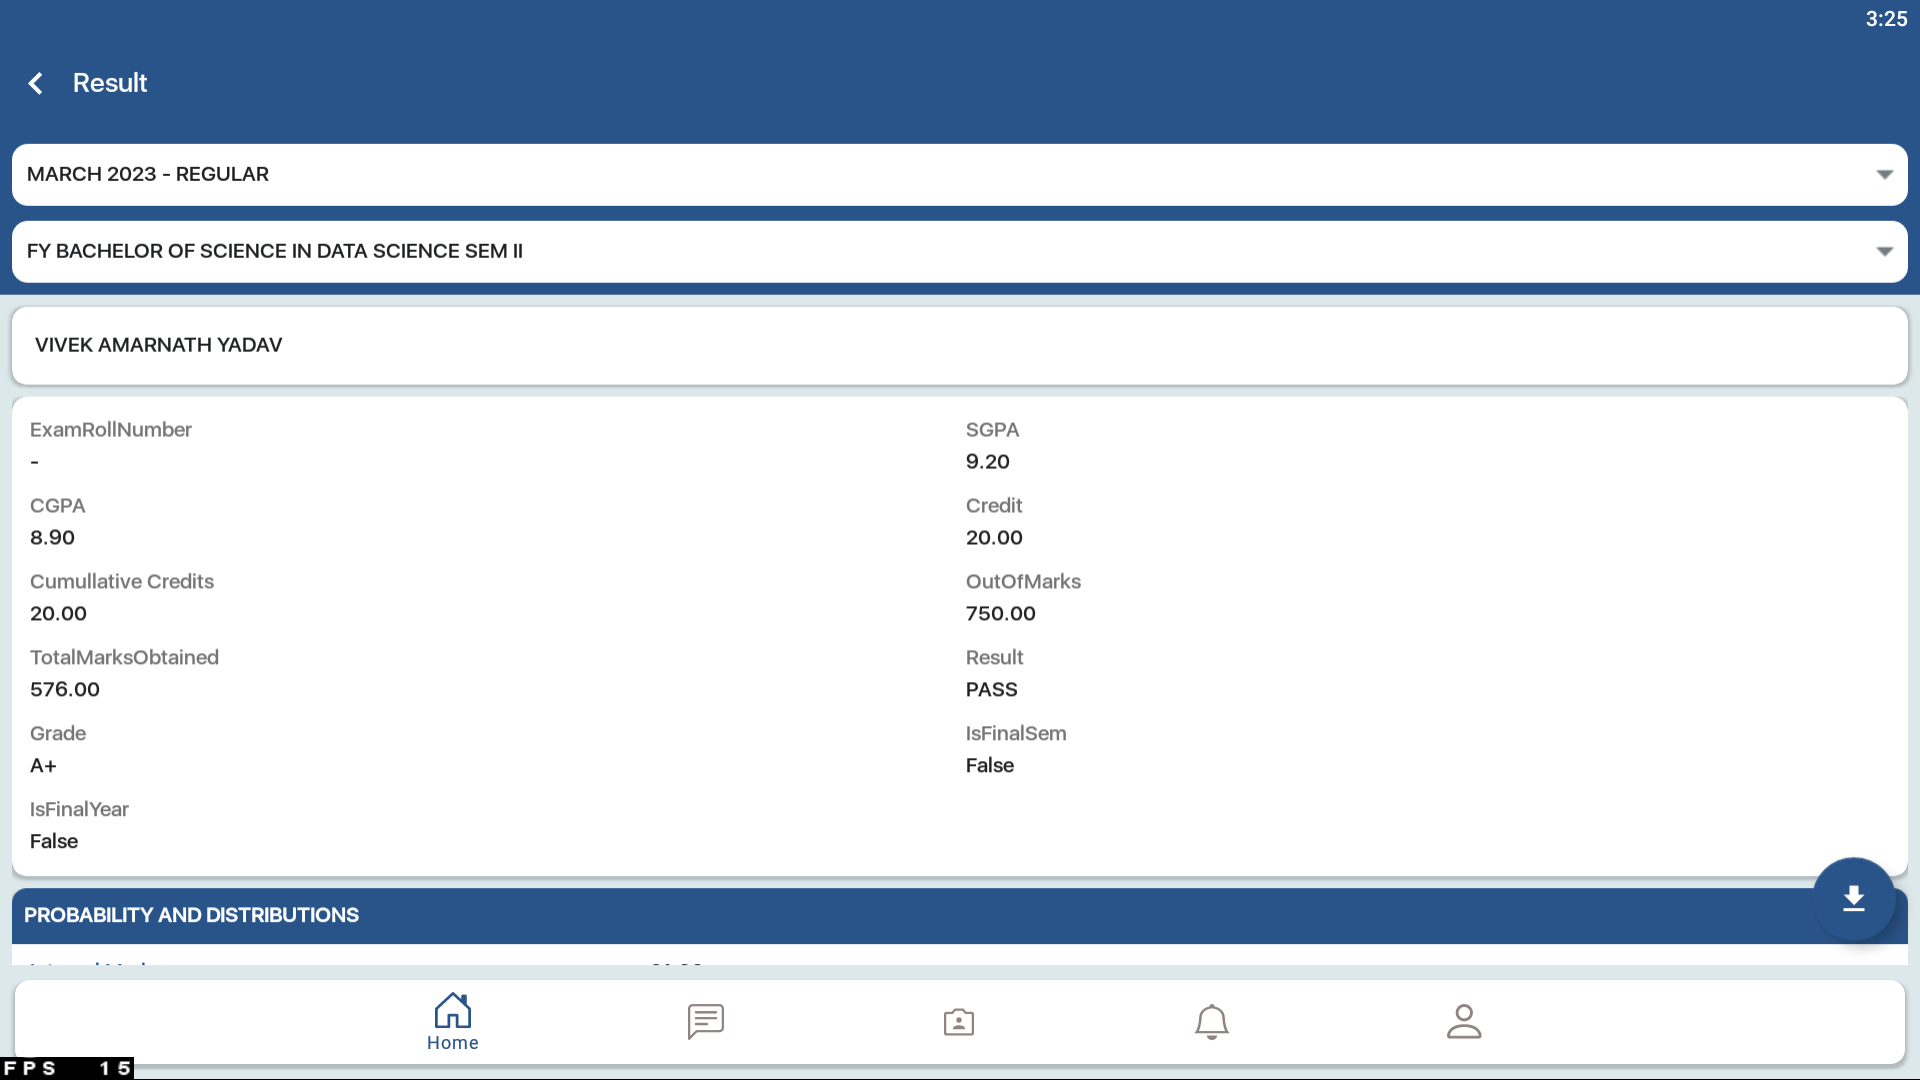 3:25
Result
MARCH 2023 - REGULAR
FY BACHELOR OF SCIENCE IN DATA SCIENCE SEM II
VIVEK AMARNATH YADAV
ExamRollNumber
-
SGPA
9.20
CGPA
8.90
Credit
20.00
Cumullative Credits
20.00
OutOfMarks
750.00
TotalMarksObtained
576.00
Result
PASS
Grade
A+
IsFinalSem
False
IsFinalYear
False
PROBABILITY AND DISTRIBUTIONS
Home
FPS 15